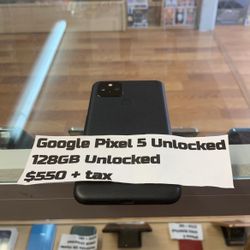 Google Pixel 5 Unlocked
128GB Unlocked
$550 + tax